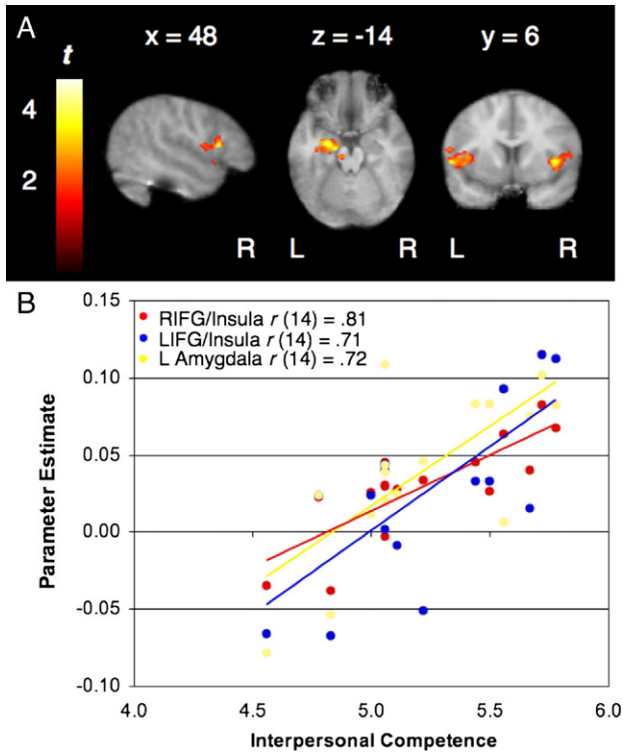 A
x = 48 z = -14 y = 6
t
4
2
R L R L R
B
0.15
RIFG/Insula r (14) = .81
LIFG/Insula r (14) = .71
L Amygdala r (14) = .72
0.10
0.05
0.00
-0.05
-0.10
Parameter Estimate
4.0 4.5 5.0 5.5 6.0
Interpersonal Competence